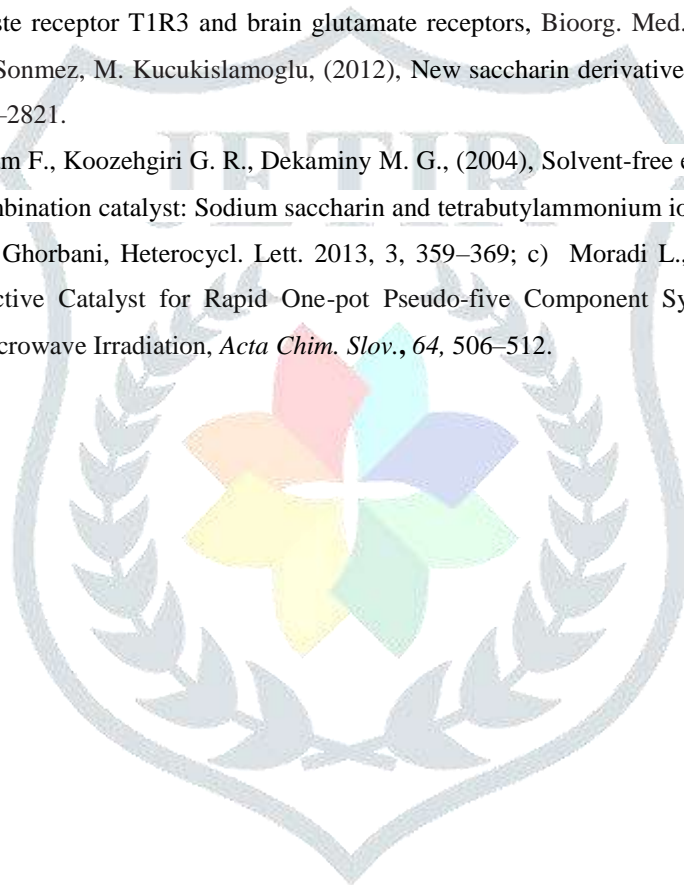 ste receptor T1R3 and brain glutamate receptors, Bioorg. Med.
Sonmez, M. Kucukislamoglu, (2012), New saccharin derivative
–2821.
m F., Koozehgiri G. R., Dekaminy M. G., (2004), Solvent-free e
mbination catalyst: Sodium saccharin and tetrabutylammonium io
Ghorbani, Heterocycl. Lett. 2013, 3, 359–369; c) Moradi L.,
ctive Catalyst for Rapid One-pot Pseudo-five Component Sy
crowave Irradiation, Acta Chim. Slov., 64, 506–512.
JETIR